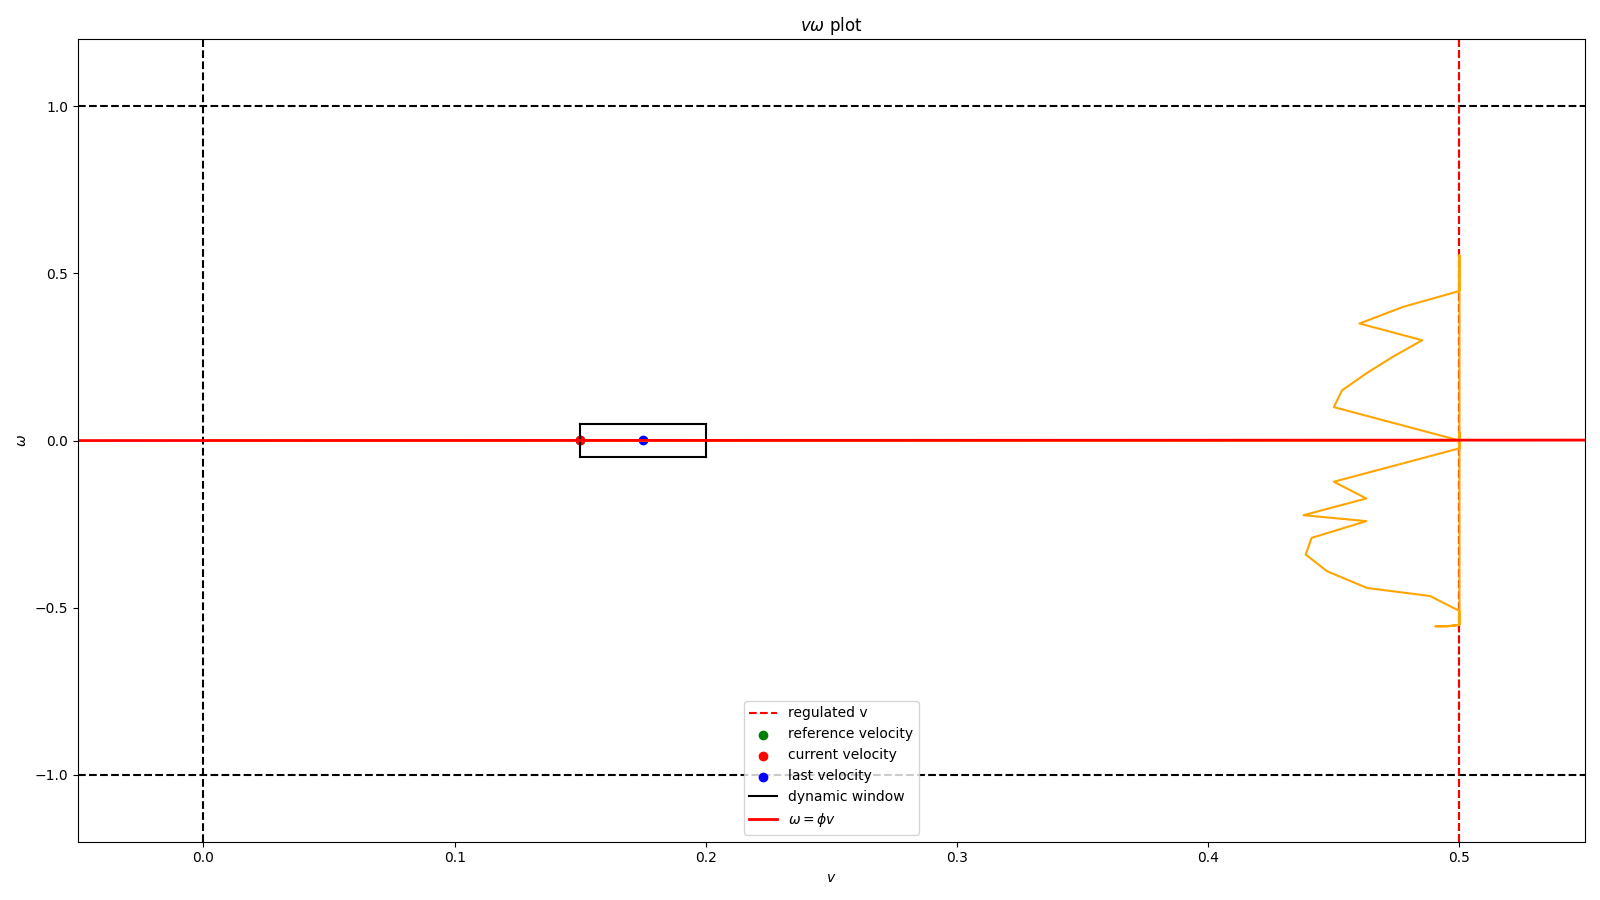 vω plot
1.0
0.5
0.0
−0.5
−1.0
ω
0.0
0.1
0.2
0.3
0.4
0.5
v
regulated v
reference velocity
current velocity
last velocity
dynamic window
ω = ϕv